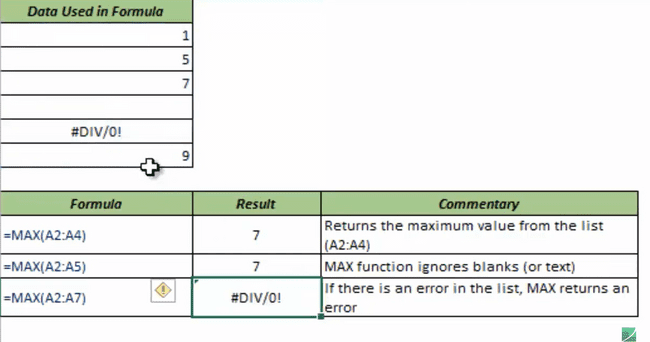 Data Used in Formula
1
5
7
#DIV/0!
9
Formula Result Commentary
=MAX(A2:A4) 7 Returns the maximum value from the list
(A2:A4)
=MAX(A2:A5) 7 MAX function ignores blanks (or text)
=MAX(A2:A7) #DIV/0! If there is an error in the list, MAX returns an
error